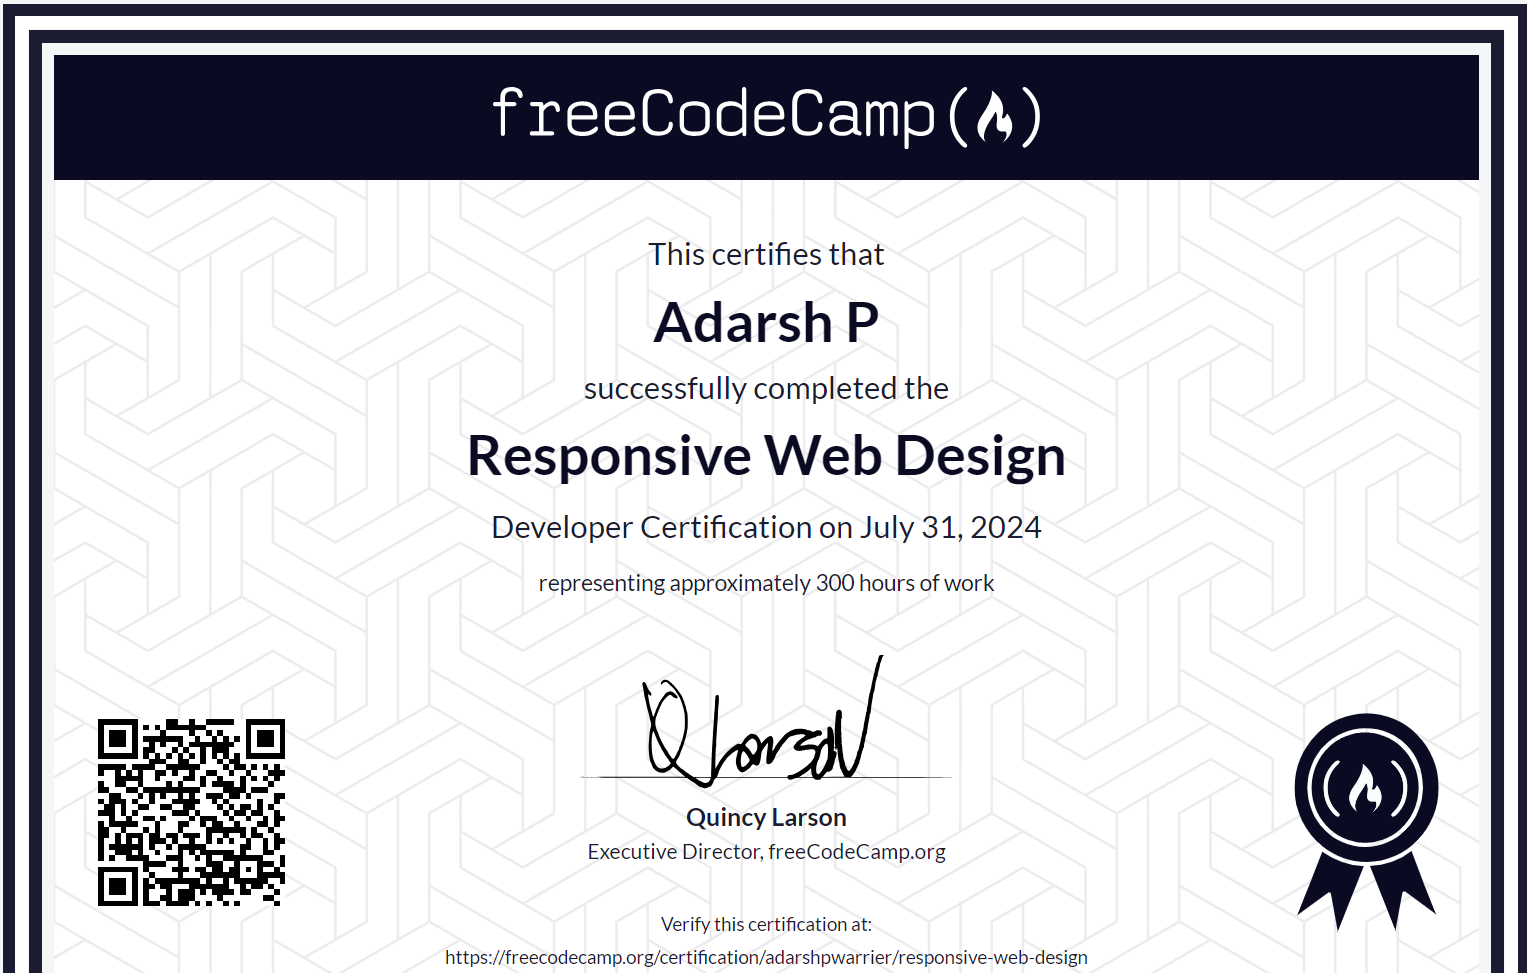 freeCodeCamp
This certifies that
Adarsh P
successfully completed the
Responsive Web Design
Developer Certification on July 31, 2024
representing approximately 300 hours of work
Q Larson
Quincy Larson
Executive Director, freeCodeCamp.org
Verify this certification at:
https://freecodecamp.org/certification/adarshpwarrier/responsive-web-design